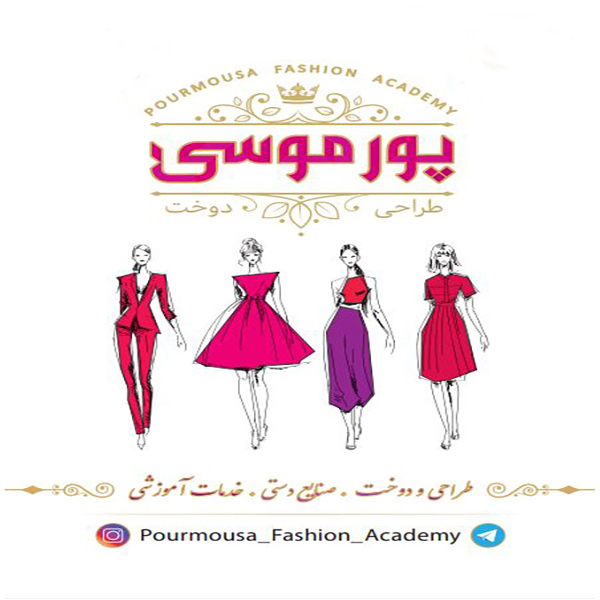 POURMOUSA FASHION ACADEMY
پورموسی
طراحی دوخت
طراحی و دوخت . صنایع دستی . خدمات آموزشی
Pourmousa_Fashion_Academy